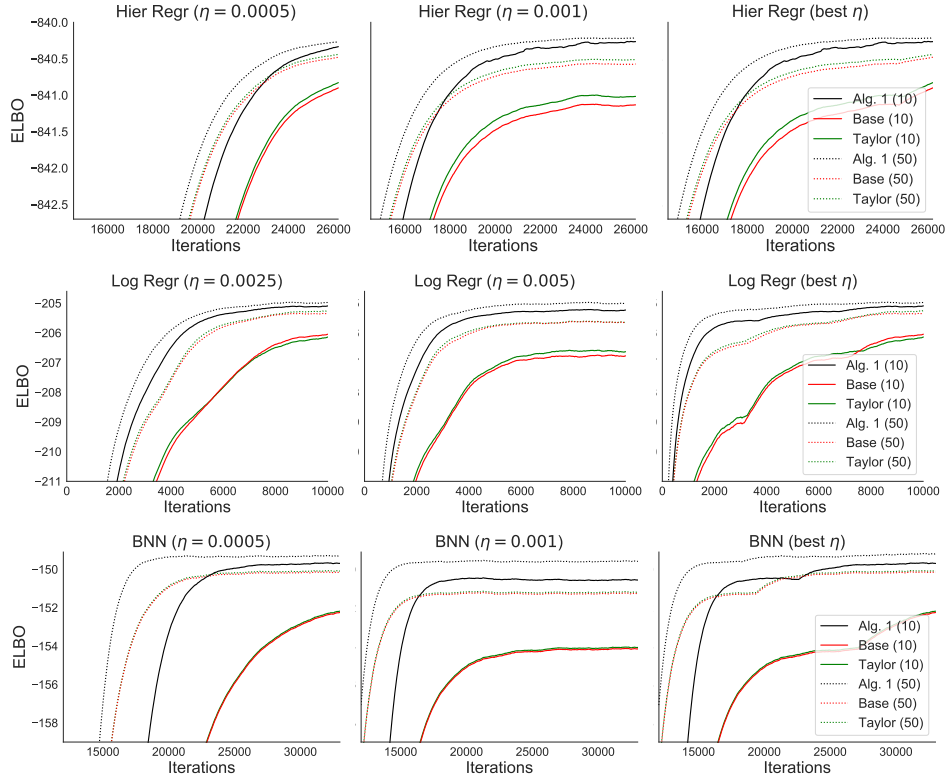 Hier Regr (η = 0.0005)
Hier Regr (η = 0.001)
Hier Regr (best η)
ELBO
−840.0
−840.5
−841.0
−841.5
−842.0
−842.5
Alg. 1 (10)
Base (10)
Taylor (10)
Alg. 1 (50)
Base (50)
Taylor (50)
16000 18000 20000 22000 24000 26000
16000 18000 20000 22000 24000 26000
16000 18000 20000 22000 24000 26000
Iterations
Iterations
Iterations
Log Regr (η = 0.0025)
Log Regr (η = 0.005)
Log Regr (best η)
ELBO
−205
−206
−207
−208
−209
−210
−211
Alg. 1 (10)
Base (10)
Taylor (10)
Alg. 1 (50)
Base (50)
Taylor (50)
0 2000 4000 6000 8000 10000
0 2000 4000 6000 8000 10000
0 2000 4000 6000 8000 10000
Iterations
Iterations
Iterations
BNN (η = 0.0005)
BNN (η = 0.001)
BNN (best η)
ELBO
−150
−152
−154
−156
−158
Alg. 1 (10)
Base (10)
Taylor (10)
Alg. 1 (50)
Base (50)
Taylor (50)
15000 20000 25000 30000
15000 20000 25000 30000
15000 20000 25000 30000
Iterations
Iterations
Iterations